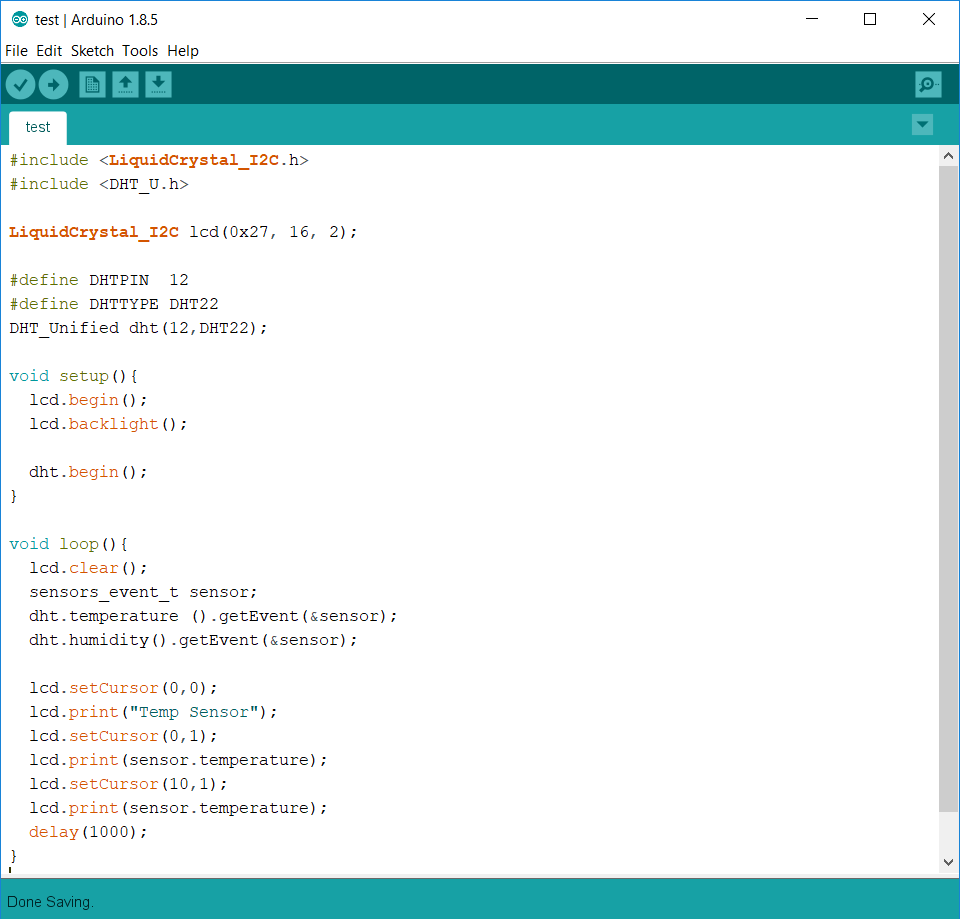 test | Arduino 1.8.5
File Edit Sketch Tools Help
test
#include <LiquidCrystal_I2C.h>
#include <DHT_U.h>
LiquidCrystal_I2C lcd(0x27, 16, 2);
#define DHTPIN  12
#define DHTTYPE DHT22
DHT_Unified dht(12,DHT22);
void setup(){
  lcd.begin();
  lcd.backlight();
  dht.begin();
}
void loop(){
  lcd.clear();
  sensors_event_t sensor;
  dht.temperature ().getEvent(&sensor);
  dht.humidity().getEvent(&sensor);
  lcd.setCursor(0,0);
  lcd.print("Temp Sensor");
  lcd.setCursor(0,1);
  lcd.print(sensor.temperature);
  lcd.setCursor(10,1);
  lcd.print(sensor.temperature);
  delay(1000);
}
Done Saving.